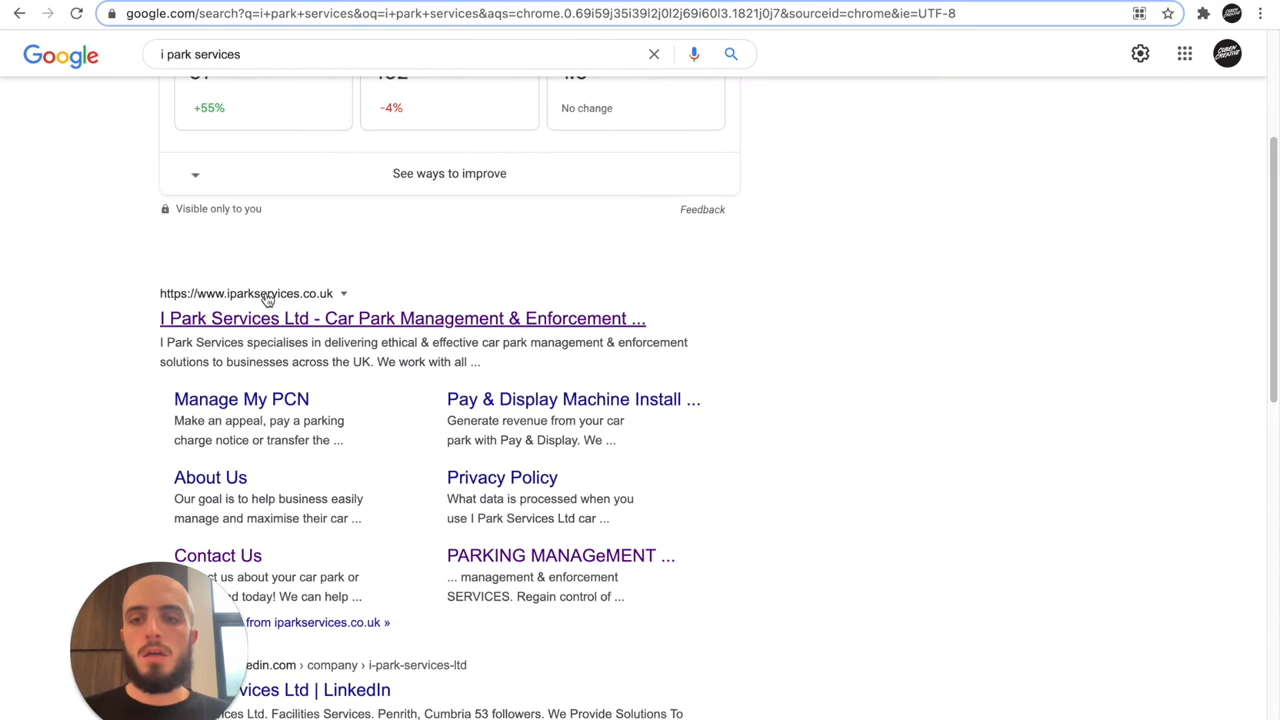 google.com/search?q=i+park+services&oq=i+park+services&aqs=chrome.0.69i59j35i39l2j0l2j69i60l3.1821j0j7&sourceid=chrome&ie=UTF-8
Google
i park services
+55%
-4%
No change
See ways to improve
Visible only to you
Feedback
https://www.iparkservices.co.uk
I Park Services Ltd - Car Park Management & Enforcement ...
I Park Services specialises in delivering ethical & effective car park management & enforcement
solutions to businesses across the UK. We work with all ...
Manage My PCN
Make an appeal, pay a parking
charge notice or transfer the ...
Pay & Display Machine Install ...
Generate revenue from your car
park with Pay & Display. We ...
About Us
Our goal is to help business easily
manage and maximise their car ...
Privacy Policy
What data is processed when you
use I Park Services Ltd car ...
Contact Us
us about your car park or
today! We can help ...
PARKING MANAGeMENT ...
... management & enforcement
SERVICES. Regain control of ...
from iparkservices.co.uk »
› company › i-park-services-ltd
Ltd | LinkedIn
Ltd. Facilities Services. Penrith, Cumbria 53 followers. We Provide Solutions To